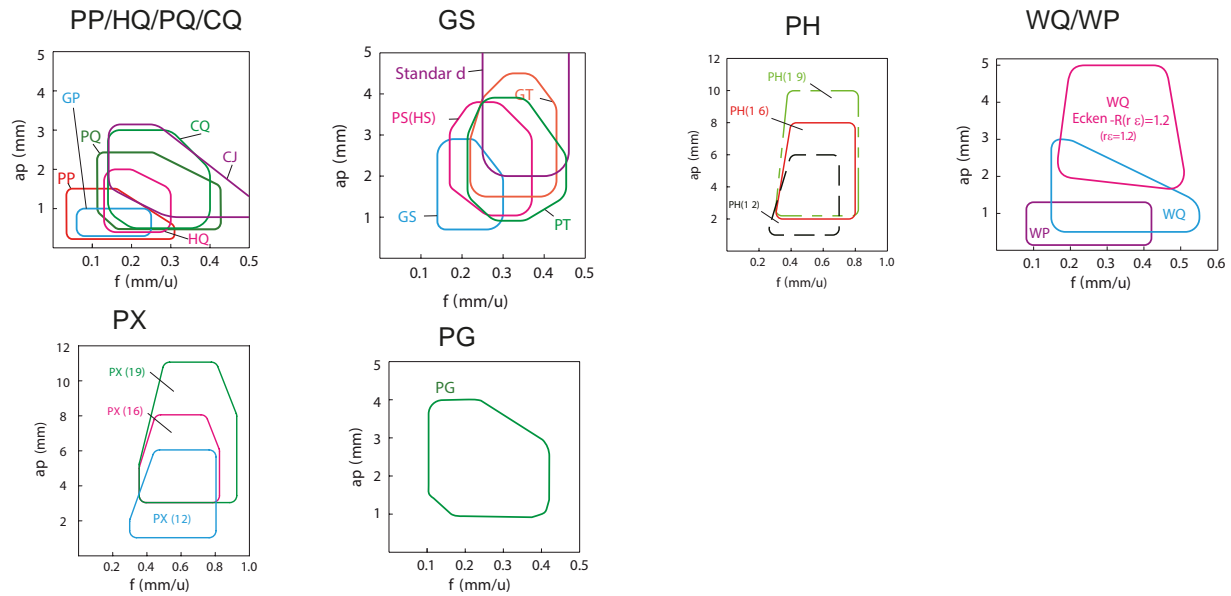 PP/HQ/PQ/CQ
5
4
3
2
1
ap (mm)
GP
PQ
CQ
CJ
PP
HQ
0.1 0.2 0.3 0.4 0.5
f (mm/u)
GS
5
4
3
2
1
ap (mm)
Standar d
GT
PS(HS)
GS
PT
0.1 0.2 0.3 0.4 0.5
f (mm/u)
PH
12
10
8
6
4
2
ap (mm)
PH(1 9)
PH(1 6)
PH(1 2)
0.2 0.4 0.6 0.8 1.0
f (mm/u)
WQ/WP
5
4
3
2
1
ap (mm)
WQ
Ecken -R(r ε)=1.2
(rε=1.2)
WQ
WP
0.1 0.2 0.3 0.4 0.5 0.6
f (mm/u)
PX
12
10
8
6
4
2
ap (mm)
PX (19)
PX (16)
PX (12)
0.2 0.4 0.6 0.8 1.0
f (mm/u)
PG
5
4
3
2
1
ap (mm)
PG
0.1 0.2 0.3 0.4 0.5
f (mm/u)